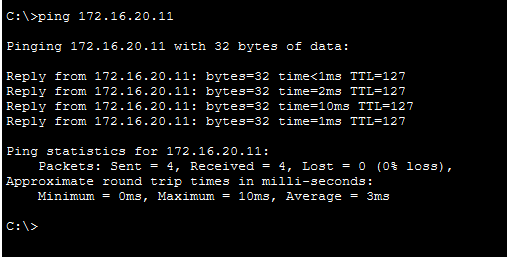 C:\>ping 172.16.20.11
Pinging 172.16.20.11 with 32 bytes of data:
Reply from 172.16.20.11: bytes=32 time<1ms TTL=127
Reply from 172.16.20.11: bytes=32 time=2ms TTL=127
Reply from 172.16.20.11: bytes=32 time=10ms TTL=127
Reply from 172.16.20.11: bytes=32 time=1ms TTL=127
Ping statistics for 172.16.20.11:
    Packets: Sent = 4, Received = 4, Lost = 0 (0% loss),
Approximate round trip times in milli-seconds:
    Minimum = 0ms, Maximum = 10ms, Average = 3ms
C:\>